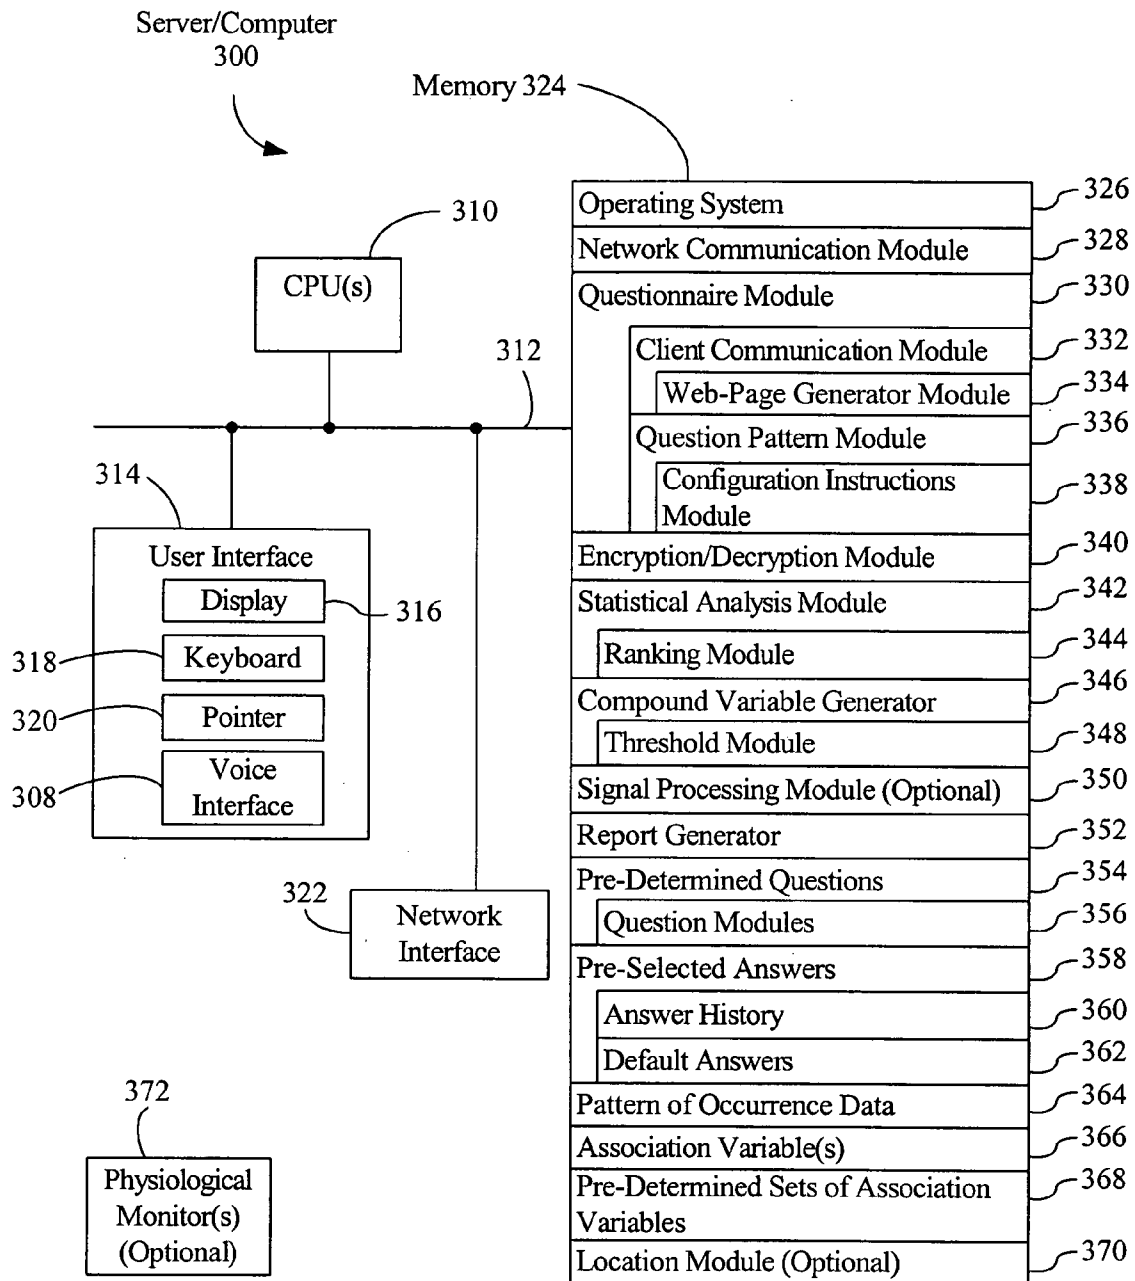 Server/Computer
300
Memory 324
310
CPU(s)
312
314
User Interface
Display
316
318
Keyboard
320
Pointer
308
Voice
Interface
322
Network
Interface
372
Physiological
Monitor(s)
(Optional)
Operating System
326
Network Communication Module
328
Questionnaire Module
330
Client Communication Module
332
Web-Page Generator Module
334
Question Pattern Module
336
Configuration Instructions
Module
338
Encryption/Decryption Module
340
Statistical Analysis Module
342
Ranking Module
344
Compound Variable Generator
346
Threshold Module
348
Signal Processing Module (Optional)
350
Report Generator
352
Pre-Determined Questions
354
Question Modules
356
Pre-Selected Answers
358
Answer History
360
Default Answers
362
Pattern of Occurrence Data
364
Association Variable(s)
366
Pre-Determined Sets of Association
Variables
368
Location Module (Optional)
370